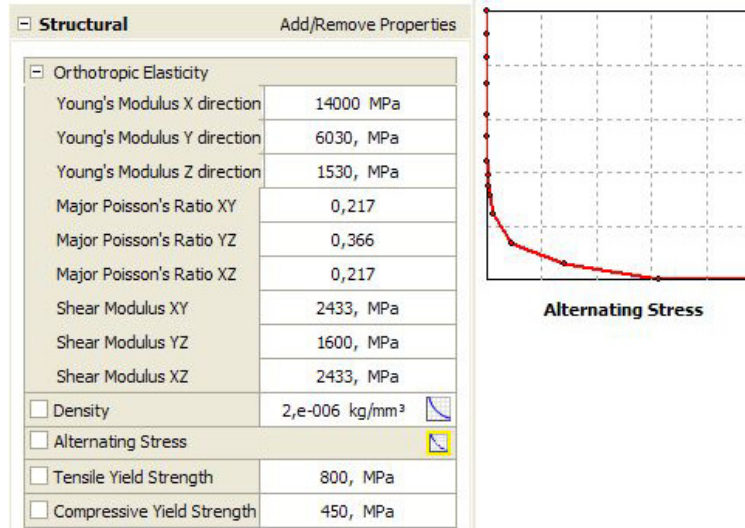 Structural Add/Remove Properties
Orthotropic Elasticity
Young's Modulus X direction 14000 MPa
Young's Modulus Y direction 6030, MPa
Young's Modulus Z direction 1530, MPa
Major Poisson's Ratio XY 0,217
Major Poisson's Ratio YZ 0,366
Major Poisson's Ratio XZ 0,217
Shear Modulus XY 2433, MPa
Shear Modulus YZ 1600, MPa
Shear Modulus XZ 2433, MPa
Density 2,e-006 kg/mm³
Alternating Stress
Tensile Yield Strength 800, MPa
Compressive Yield Strength 450, MPa
Alternating Stress